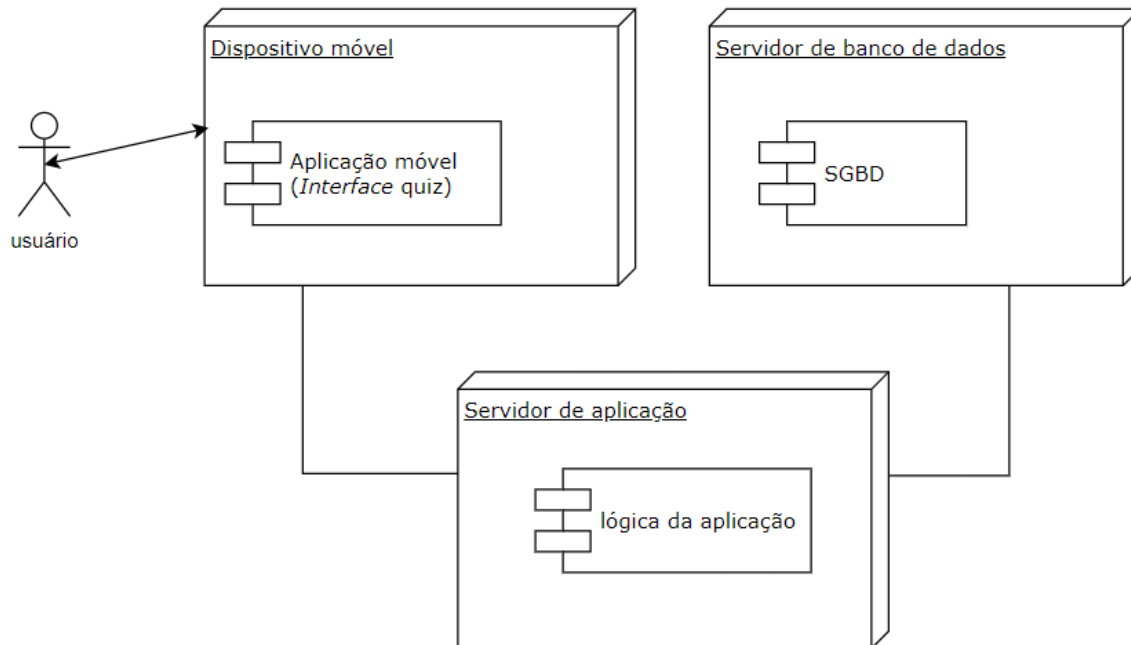 Dispositivo móvel
Servidor de banco de dados
Aplicação móvel
(Interface quiz)
SGBD
usuário
Servidor de aplicação
lógica da aplicação